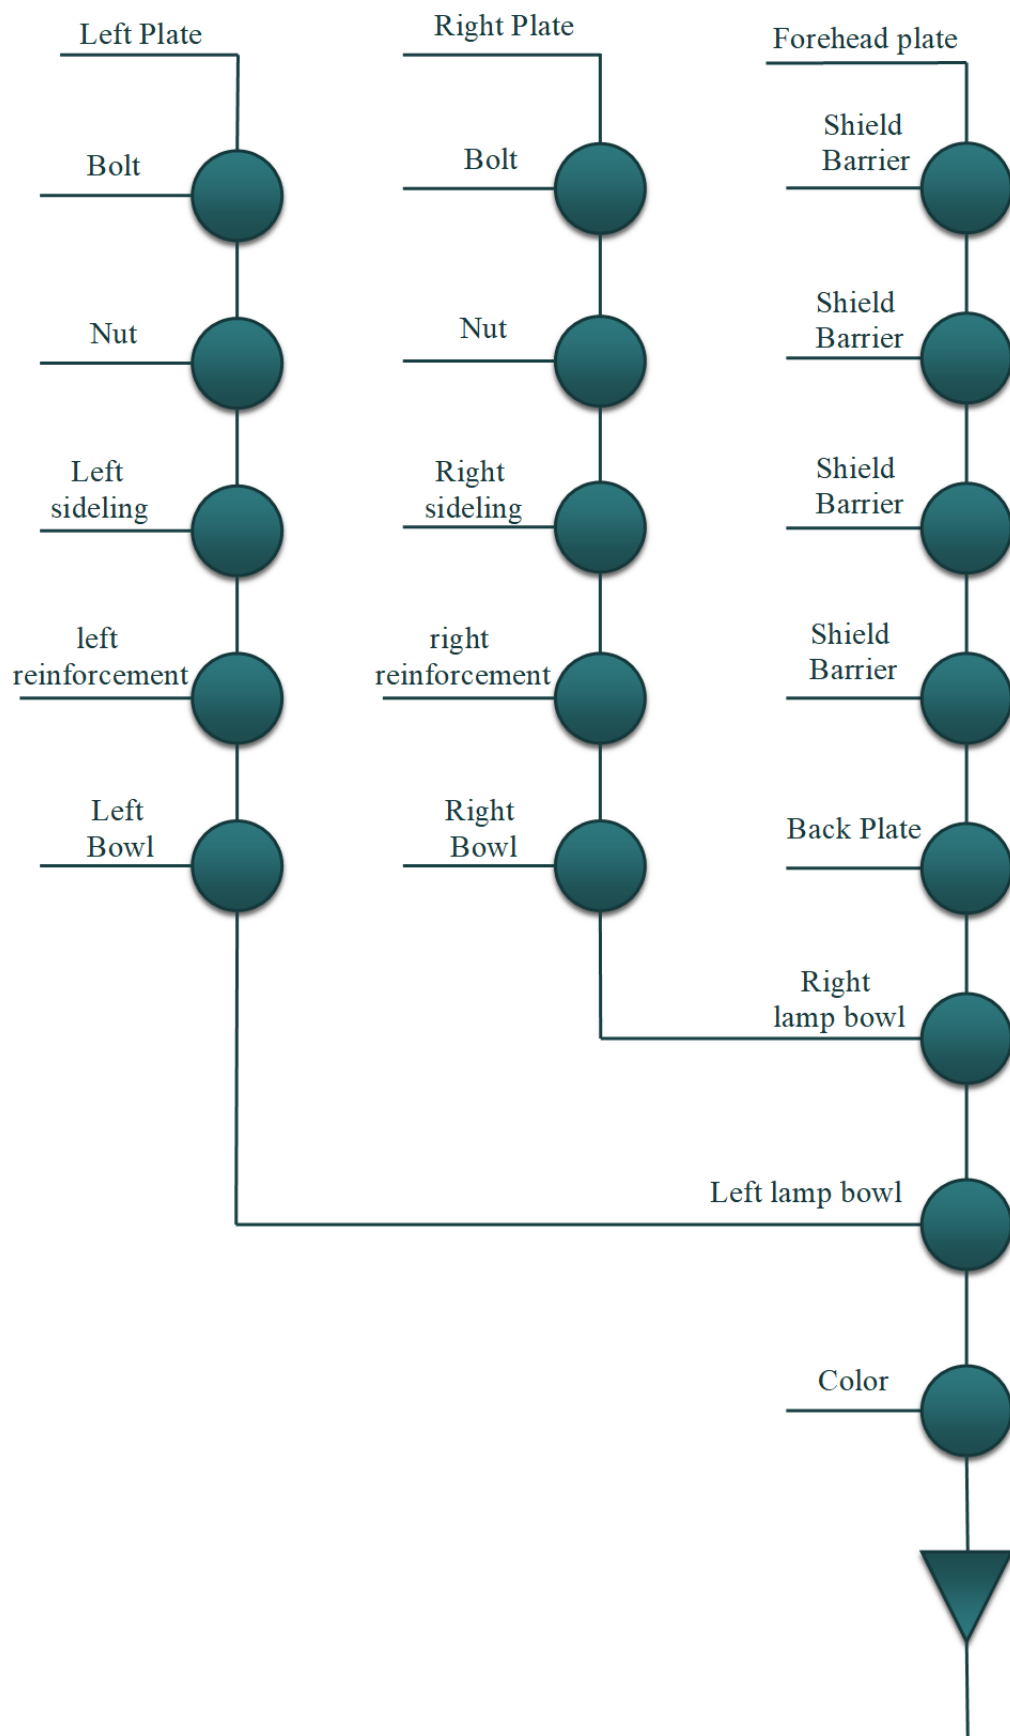 Left Plate
Bolt
Nut
Left
sideling
left
reinforcement
Left
Bowl
Right Plate
Bolt
Nut
Right
sideling
right
reinforcement
Right
Bowl
Forehead plate
Shield
Barrier
Shield
Barrier
Shield
Barrier
Shield
Barrier
Back Plate
Right
lamp bowl
Left lamp bowl
Color